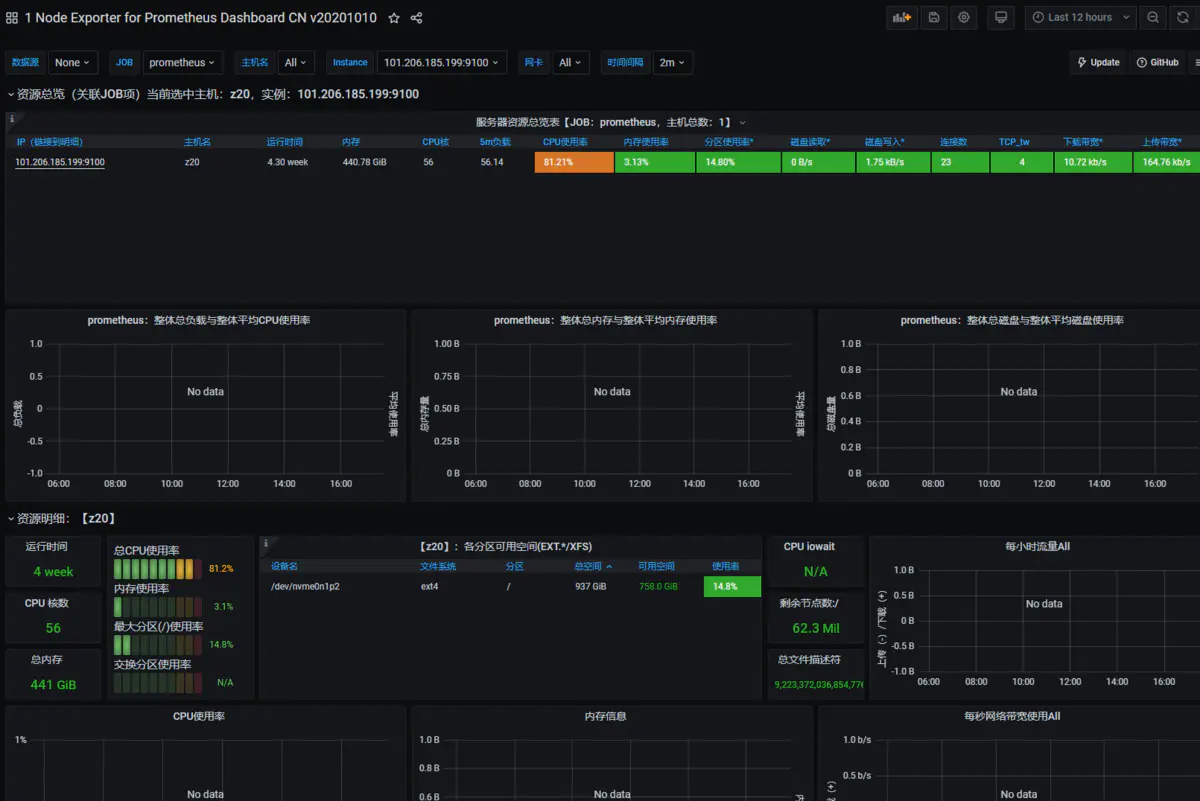 1 Node Exporter for Prometheus Dashboard CN v20201010
Last 12 hours
数据源 None JOB prometheus 主机名 All Instance 101.206.185.199:9100 网卡 All 时间间隔 2m Update GitHub
资源总览（关联JOB项）当前选中主机：z20，实例：101.206.185.199:9100
服务器资源总览表【JOB：prometheus，主机总数：1】
IP（链接到明细） 主机名 运行时间 内存 CPU核 5m负载 CPU使用率 内存使用率 分区使用率* 磁盘读取* 磁盘写入* 连接数 TCP_tw 下载带宽* 上传带宽*
101.206.185.199:9100 z20 4.30 week 440.78 GiB 56 56.14 81.21% 3.13% 14.80% 0 B/s 1.75 kB/s 23 4 10.72 kb/s 164.76 kb/s
prometheus：整体总负载与整体平均CPU使用率
1.0
0.5
0
-0.5
-1.0
总负载
整体平均使用率
No data
06:00 08:00 10:00 12:00 14:00 16:00
prometheus：整体总内存与整体平均内存使用率
1.00 B
0.75 B
0.50 B
0.25 B
0 B
总内存量
整体平均使用率
No data
06:00 08:00 10:00 12:00 14:00 16:00
prometheus：整体总磁盘与整体平均磁盘使用率
1.0 B
0.8 B
0.6 B
0.4 B
0.2 B
0 B
总磁盘量
No data
06:00 08:00 10:00 12:00 14:00 16:00
资源明细：【z20】
运行时间
4 week
CPU 核数
56
总内存
441 GiB
总CPU使用率
81.2%
内存使用率
3.1%
最大分区(/)使用率
14.8%
交换分区使用率
N/A
【z20】：各分区可用空间(EXT.*/XFS)
设备名 文件系统 分区 总空间 可用空间 使用率
/dev/nvme0n1p2 ext4 / 937 GiB 758.0 GiB 14.8%
CPU iowait
N/A
剩余节点数:/
62.3 Mil
总文件描述符
9,223,372,036,854,776
每小时流量All
1.0 B
0.5 B
0 B
-0.5 B
-1.0 B
上传（-）/下载（+）
No data
06:00 08:00 10:00 12:00 14:00 16:00
CPU使用率
1%
No data
内存信息
1.0 B
0.8 B
0.6 B
No data
每秒网络带宽使用All
1.0 b/s
0.5 b/s
No data